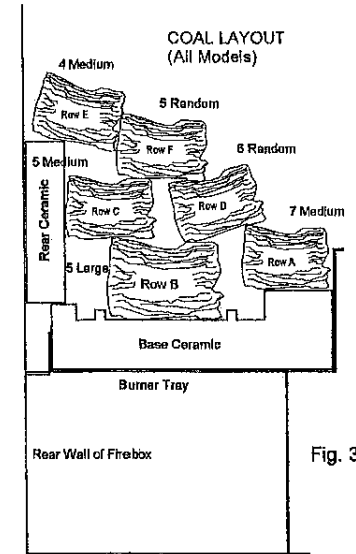 COAL LAYOUT
(All Models)
4 Medium
Row E
5 Random
Row F
6 Random
5 Medium
Row C
Row D
7 Medium
Rear Ceramic
5 Large
Row B
Row A
Base Ceramic
Burner Tray
Rear Wall of Firebox
Fig. 3